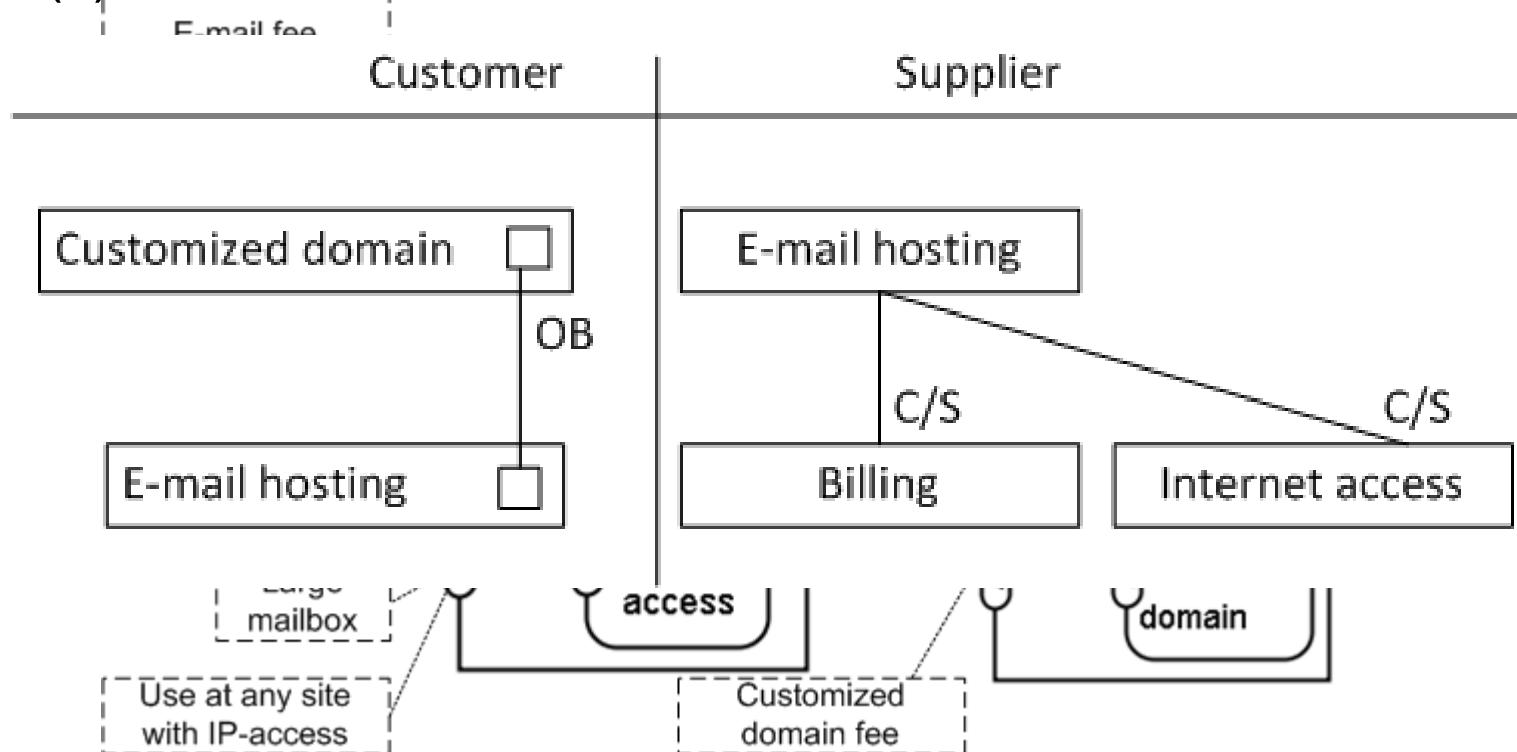 E-mail fee
Customer
Supplier
Customized domain
E-mail hosting
OB
C/S
C/S
E-mail hosting
Billing
Internet access
Large
mailbox
access
domain
Use at any site
with IP-access
Customized
domain fee